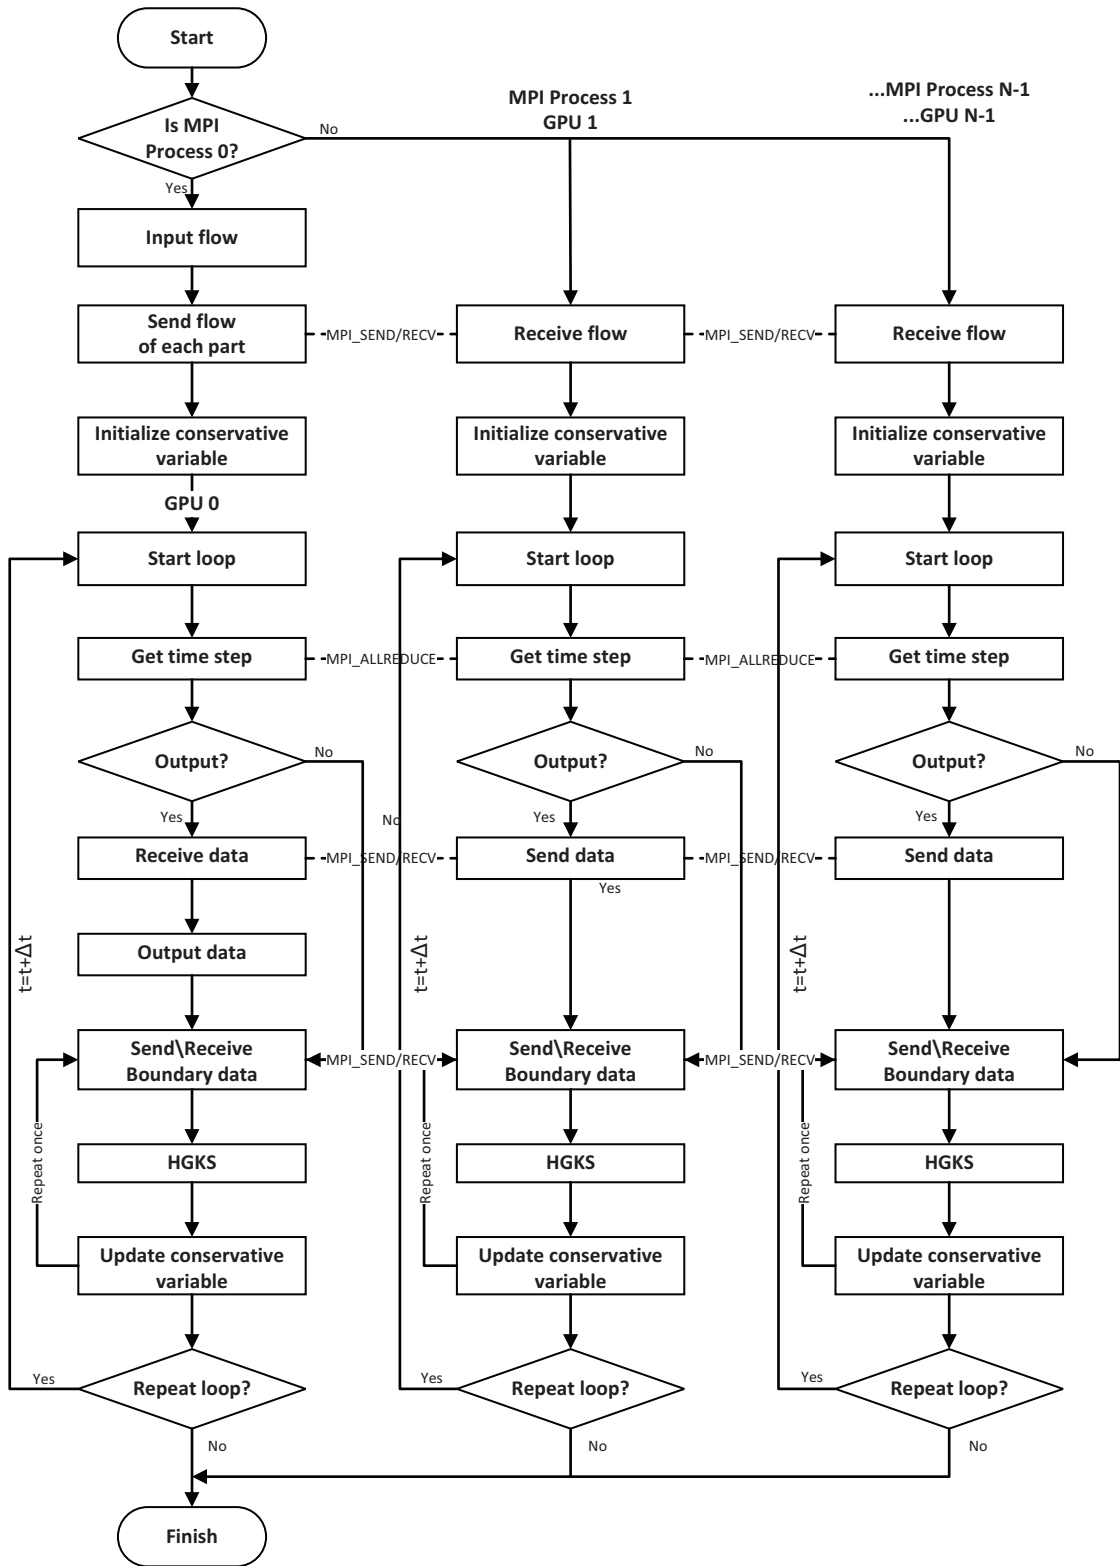 Start
MPI Process 1
GPU 1
...MPI Process N-1
...GPU N-1
Is MPI
Process 0?
No
Yes
Input flow
Send flow
of each part
MPI_SEND/RECV
Receive flow
MPI_SEND/RECV
Receive flow
Initialize conservative
variable
Initialize conservative
variable
Initialize conservative
variable
GPU 0
Start loop
Start loop
Start loop
Get time step
MPI_ALLREDUCE
Get time step
MPI_ALLREDUCE
Get time step
Output?
No
Output?
No
Output?
No
Yes
No
Yes
Yes
Receive data
MPI_SEND/RECV
Send data
MPI_SEND/RECV
Send data
Yes
Output data
t=t+Δt
t=t+Δt
t=t+Δt
Send\Receive
Boundary data
MPI_SEND/RECV
Send\Receive
Boundary data
MPI_SEND/RECV
Send\Receive
Boundary data
Repeat once
HGKS
Repeat once
HGKS
Repeat once
HGKS
Update conservative
variable
Update conservative
variable
Update conservative
variable
Yes
Repeat loop?
Yes
Repeat loop?
Yes
Repeat loop?
No
No
No
Finish